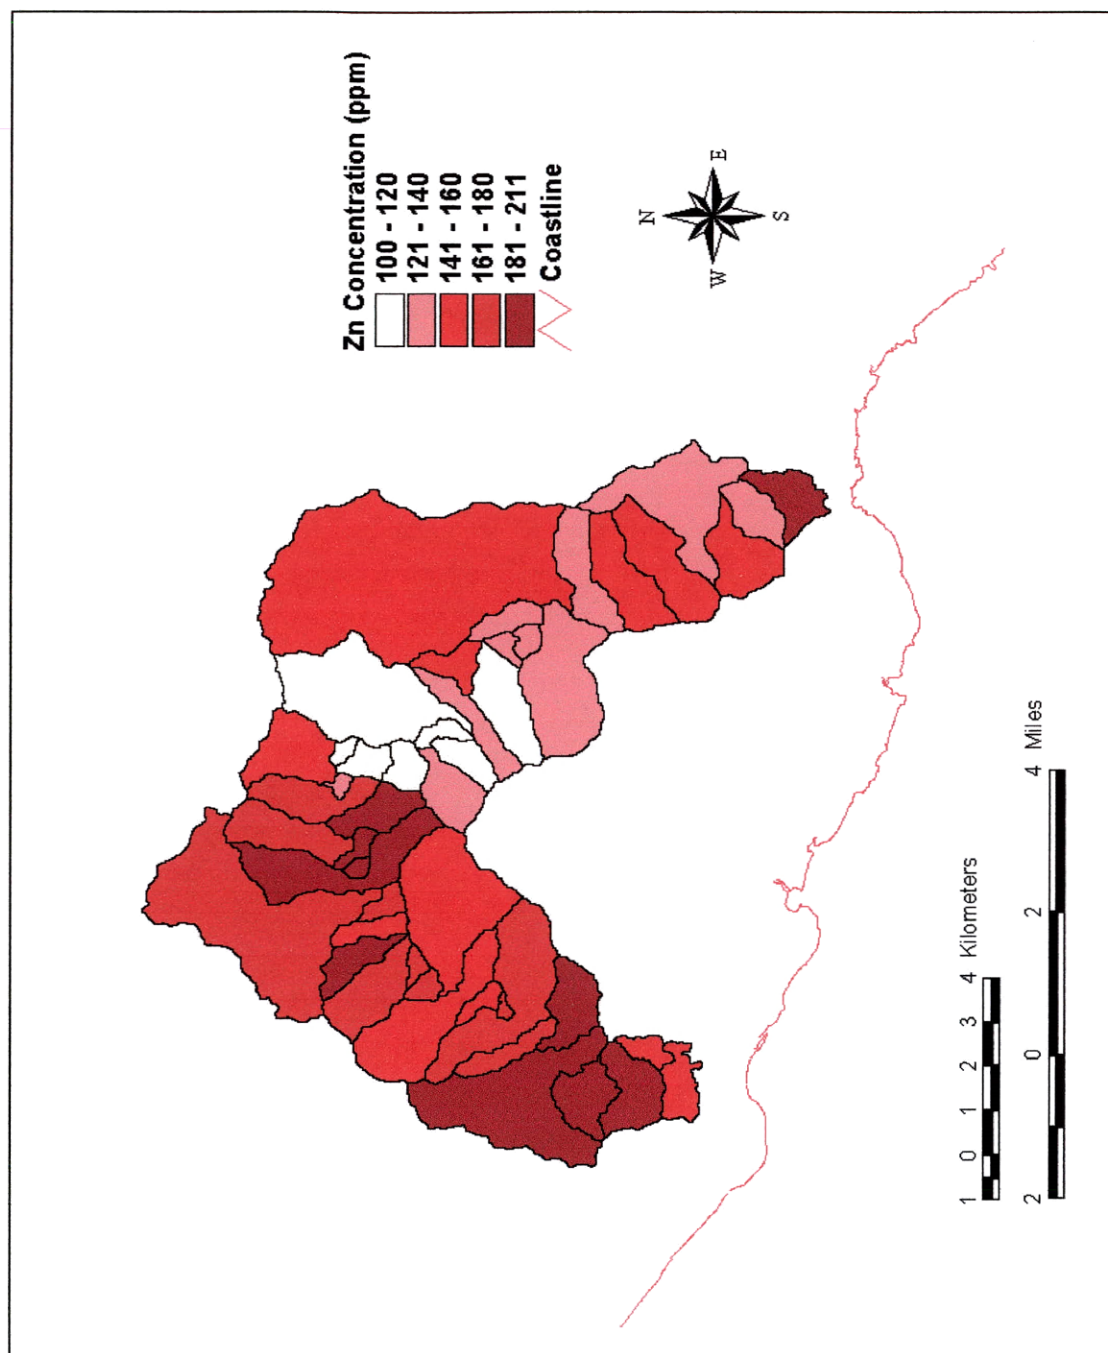 Zn Concentration (ppm)
100 - 120
121 - 140
141 - 160
161 - 180
181 - 211
Coastline
N
W
E
S
1 0 1 2 3 4 Kilometers
2 0 2 4 Miles